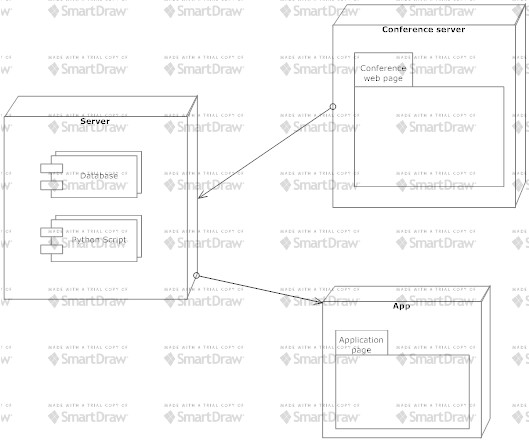 Conference server
Conference
web page
Server
Database
Python Script
App
Application
page
MADE WITH A TRIAL COPY OF
SmartDraw